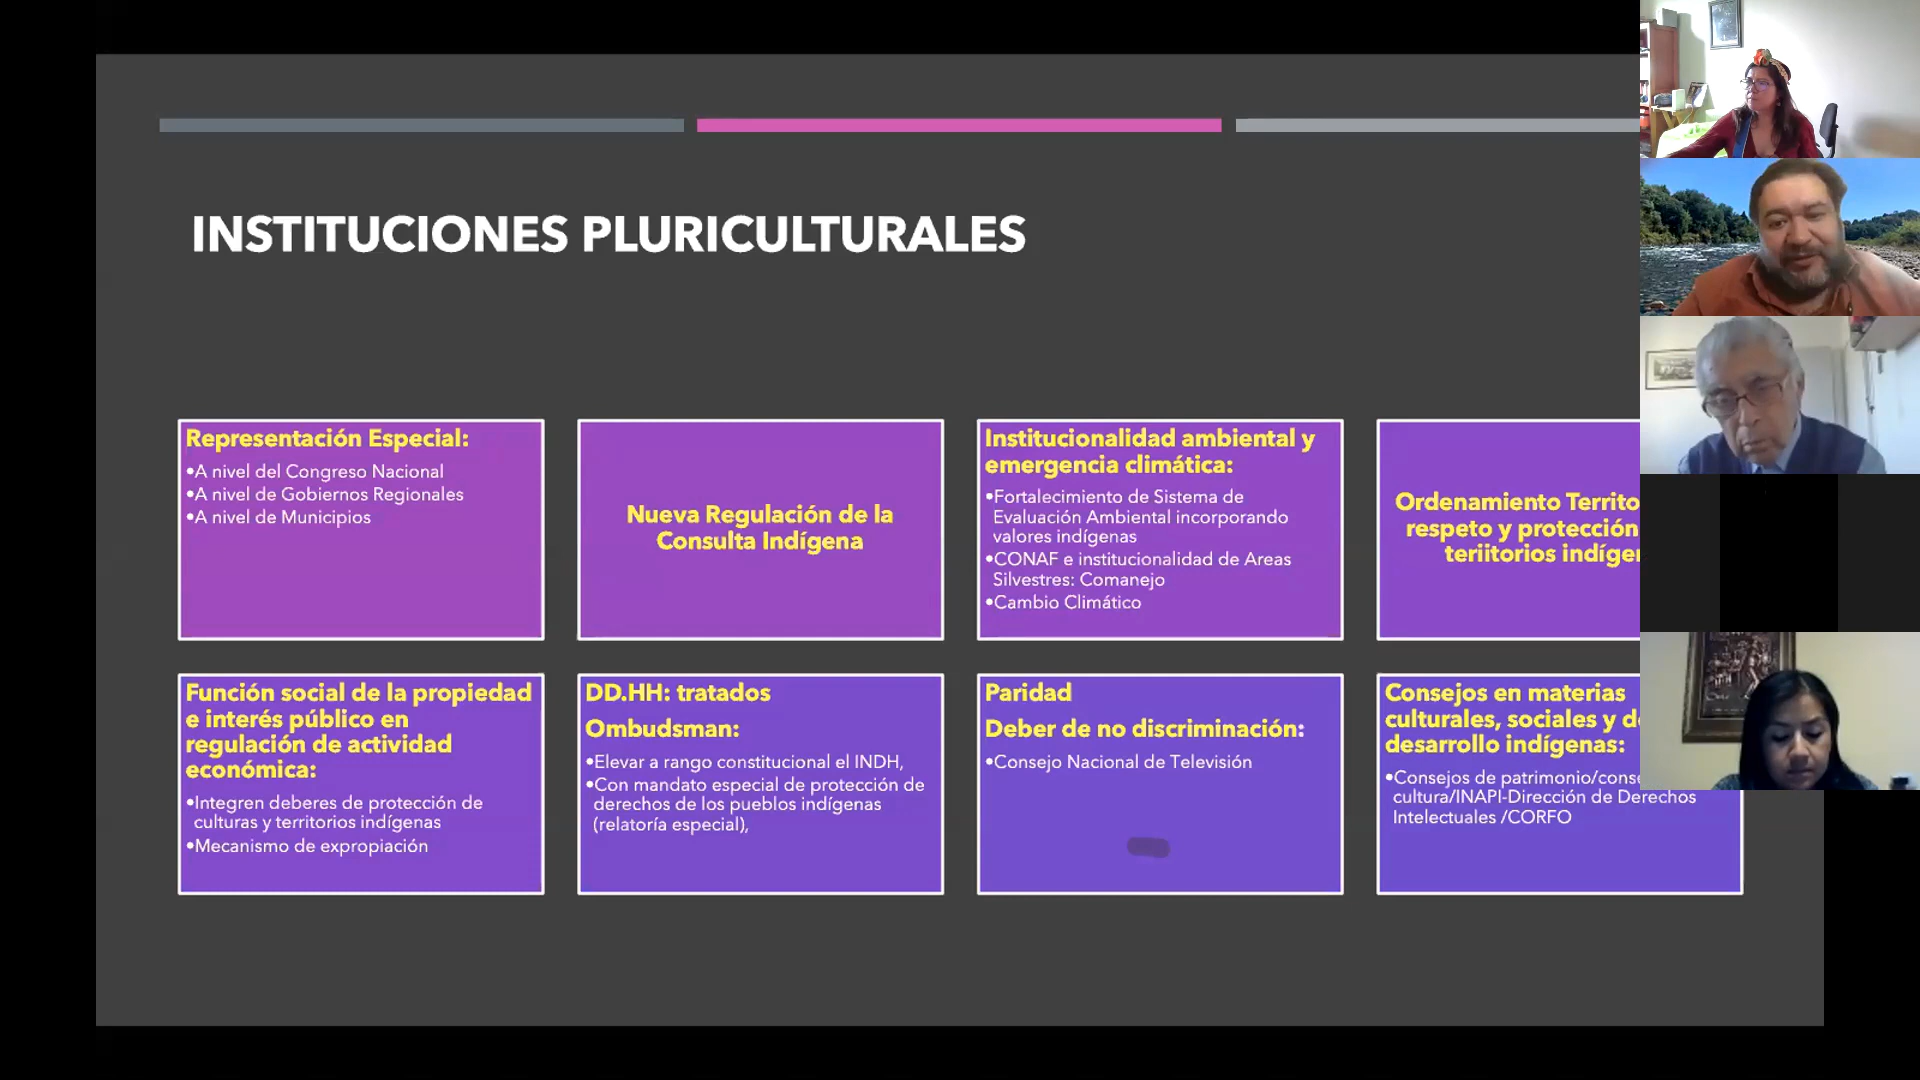 INSTITUCIONES PLURICULTURALES
Representación Especial:
•A nivel del Congreso Nacional
•A nivel de Gobiernos Regionales
•A nivel de Municipios
Nueva Regulación de la
Consulta Indígena
Institucionalidad ambiental y
emergencia climática:
•Fortalecimiento de Sistema de
Evaluación Ambiental incorporando
valores indígenas
•CONAF e institucionalidad de Areas
Silvestres: Comanejo
•Cambio Climático
Ordenamiento
respeto y protección
teriitorios
Función social de la propiedad
e interés público en
regulación de actividad
económica:
•Integren deberes de protección de
culturas y territorios indígenas
•Mecanismo de expropiación
DD.HH: tratados
Ombudsman:
•Elevar a rango constitucional el INDH,
•Con mandato especial de protección de
derechos de los pueblos indígenas
(relatoría especial),
Paridad
Deber de no discriminación:
•Consejo Nacional de Televisión
Consejos en materias
culturales, sociales y
desarrollo indígenas:
•Consejos de
cultura/INAPI-Dirección de Derechos
Intelectuales /CORFO